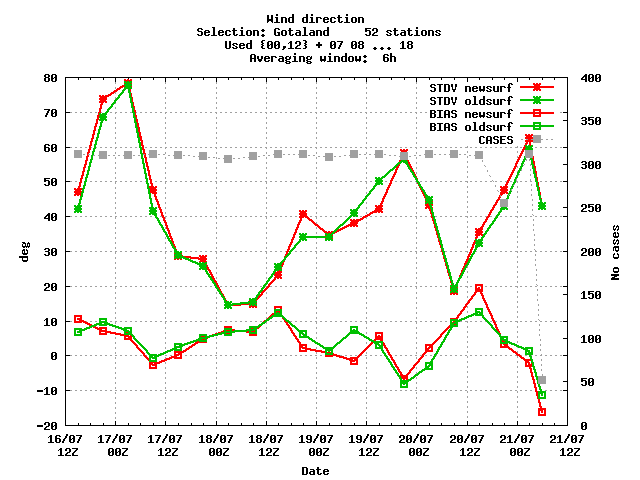 Wind direction
Selection: Gotaland     52 stations
Used {00,12} + 07 08 ... 18
Averaging window:  6h
STDV newsurf
STDV oldsurf
BIAS newsurf
BIAS oldsurf
CASES
80
70
60
50
40
30
20
10
0
-10
-20
deg
400
350
300
250
200
150
100
50
0
No cases
16/07 17/07 17/07 18/07 18/07 19/07 19/07 20/07 20/07 21/07 21/07
12Z 00Z 12Z 00Z 12Z 00Z 12Z 00Z 12Z 00Z 12Z
Date